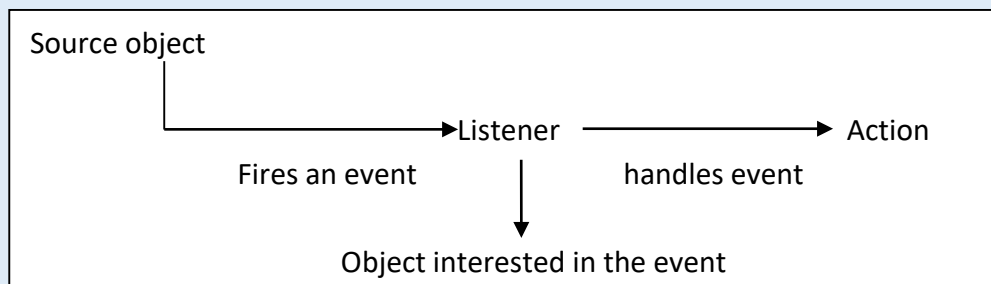 Source object
Listener
Action
Fires an event
handles event
Object interested in the event